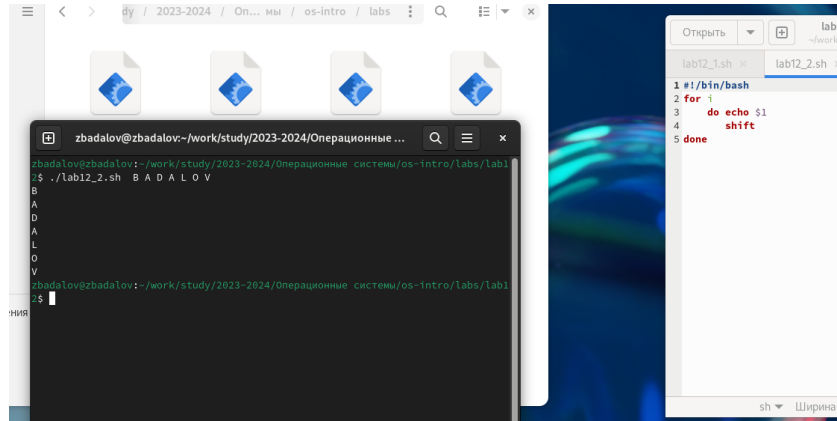 dy / 2023-2024 / Оп... мы / os-intro / labs
zbadalov@zbadalov:~/work/study/2023-2024/Операционные ...
zbadalov@zbadalov:~/work/study/2023-2024/Операционные системы/os-intro/labs/lab1
2$ ./lab12_2.sh B A D A L O V
B
A
D
A
L
O
V
zbadalov@zbadalov:~/work/study/2023-2024/Операционные системы/os-intro/labs/lab1
2$
ения
Открыть
lab
~/work
lab12_1.sh
lab12_2.sh
1 #!/bin/bash
2 for i
3 do echo $1
4 shift
5 done
sh
Ширина